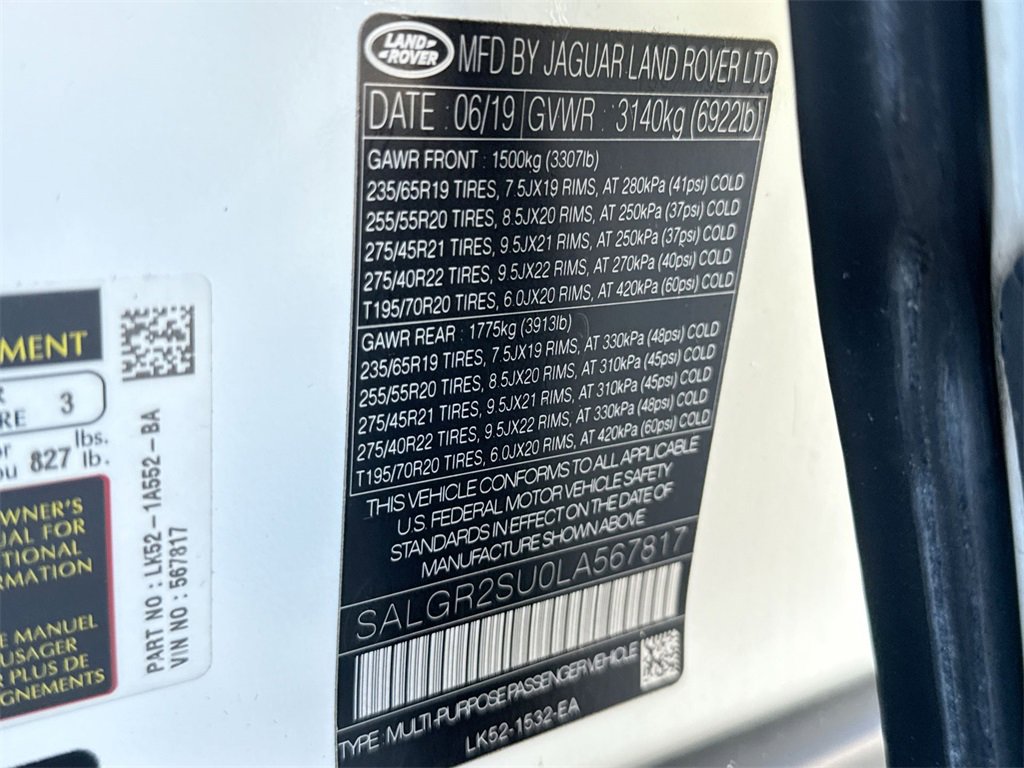 LAND
ROVER
MFD BY JAGUAR LAND ROVER LTD
DATE : 06/19 GVWR : 3140kg (6922lb)
GAWR FRONT : 1500kg (3307lb)
235/65R19 TIRES, 7.5JX19 RIMS, AT 280kPa (41psi) COLD
255/55R20 TIRES, 8.5JX20 RIMS, AT 250kPa (37psi) COLD
275/45R21 TIRES, 9.5JX21 RIMS, AT 250kPa (37psi) COLD
275/40R22 TIRES, 9.5JX22 RIMS, AT 270kPa (40psi) COLD
T195/70R20 TIRES, 6.0JX20 RIMS, AT 420kPa (60psi) COLD
GAWR REAR : 1775kg (3913lb)
235/65R19 TIRES, 7.5JX19 RIMS, AT 330kPa (48psi) COLD
255/55R20 TIRES, 8.5JX20 RIMS, AT 310kPa (45psi) COLD
275/45R21 TIRES, 9.5JX21 RIMS, AT 310kPa (45psi) COLD
275/40R22 TIRES, 9.5JX22 RIMS, AT 330kPa (48psi) COLD
T195/70R20 TIRES, 6.0JX20 RIMS, AT 420kPa (60psi) COLD
THIS VEHICLE CONFORMS TO ALL APPLICABLE
U.S. FEDERAL MOTOR VEHICLE SAFETY
STANDARDS IN EFFECT ON THE DATE OF
MANUFACTURE SHOWN ABOVE
SALGR2SU0LA567817
TYPE: MULTI-PURPOSE PASSENGER VEHICLE
LK52-1532-EA
MENT
R
RE 3
or lbs.
ou 827 lb.
WNER'S
UAL FOR
TIONAL
RMATION
E MANUEL
USAGER
R PLUS DE
GNEMENTS
PART NO : LK52-1A552-BA
VIN NO : 567817